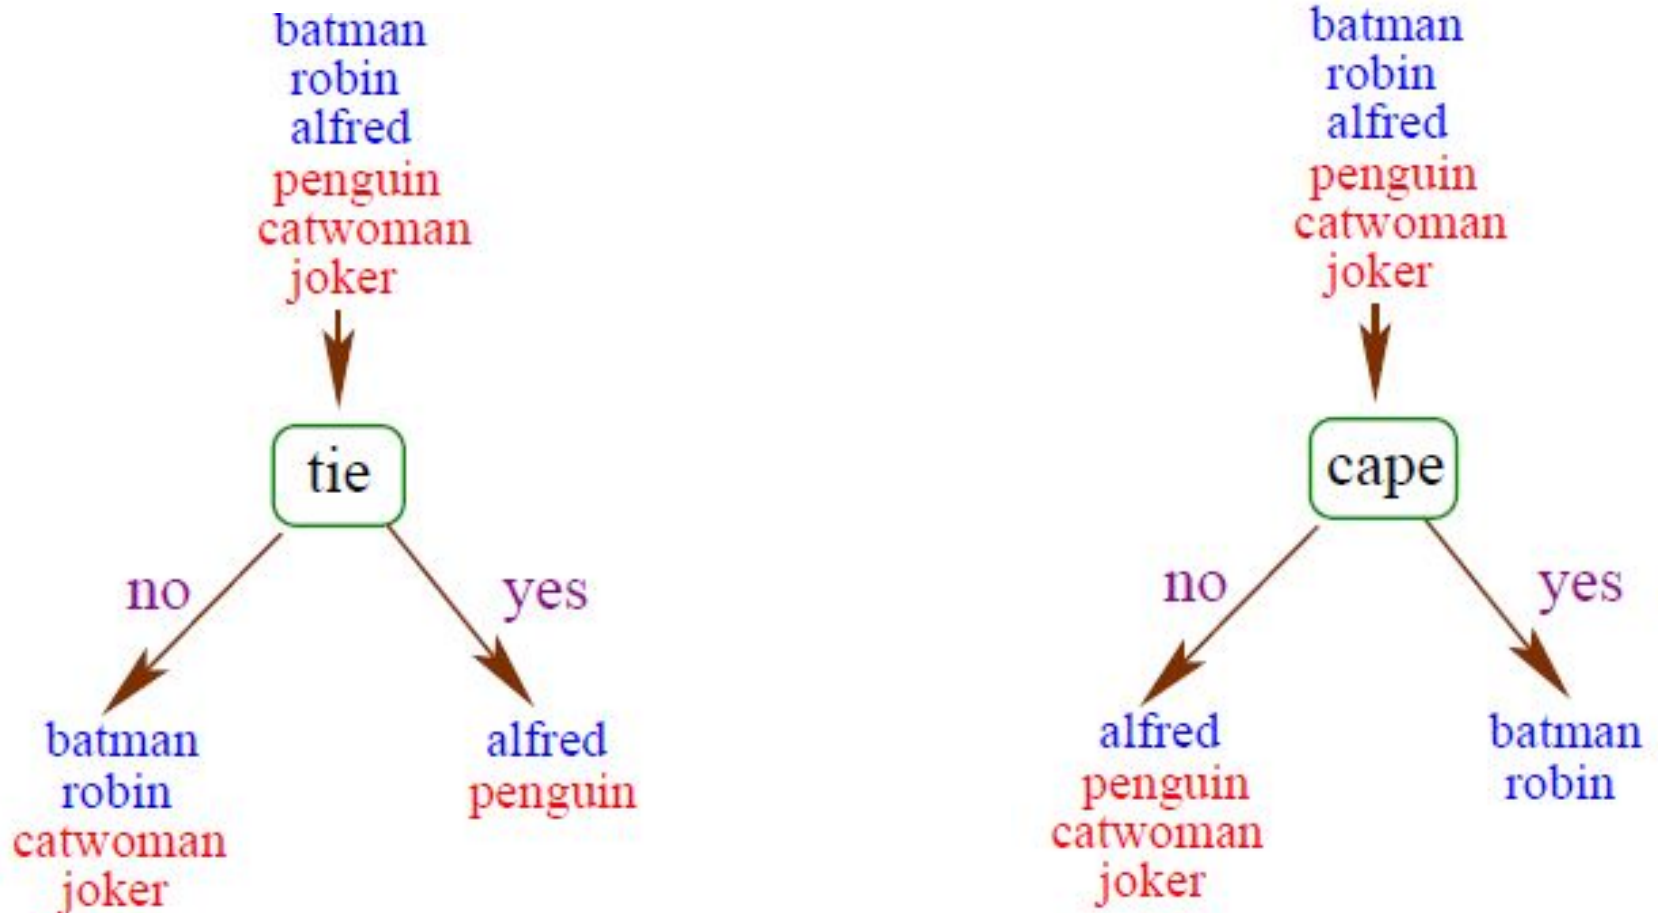 batman
robin
alfred
penguin
catwoman
joker
tie
no
yes
batman
robin
catwoman
joker
alfred
penguin
batman
robin
alfred
penguin
catwoman
joker
cape
no
yes
alfred
penguin
catwoman
joker
batman
robin